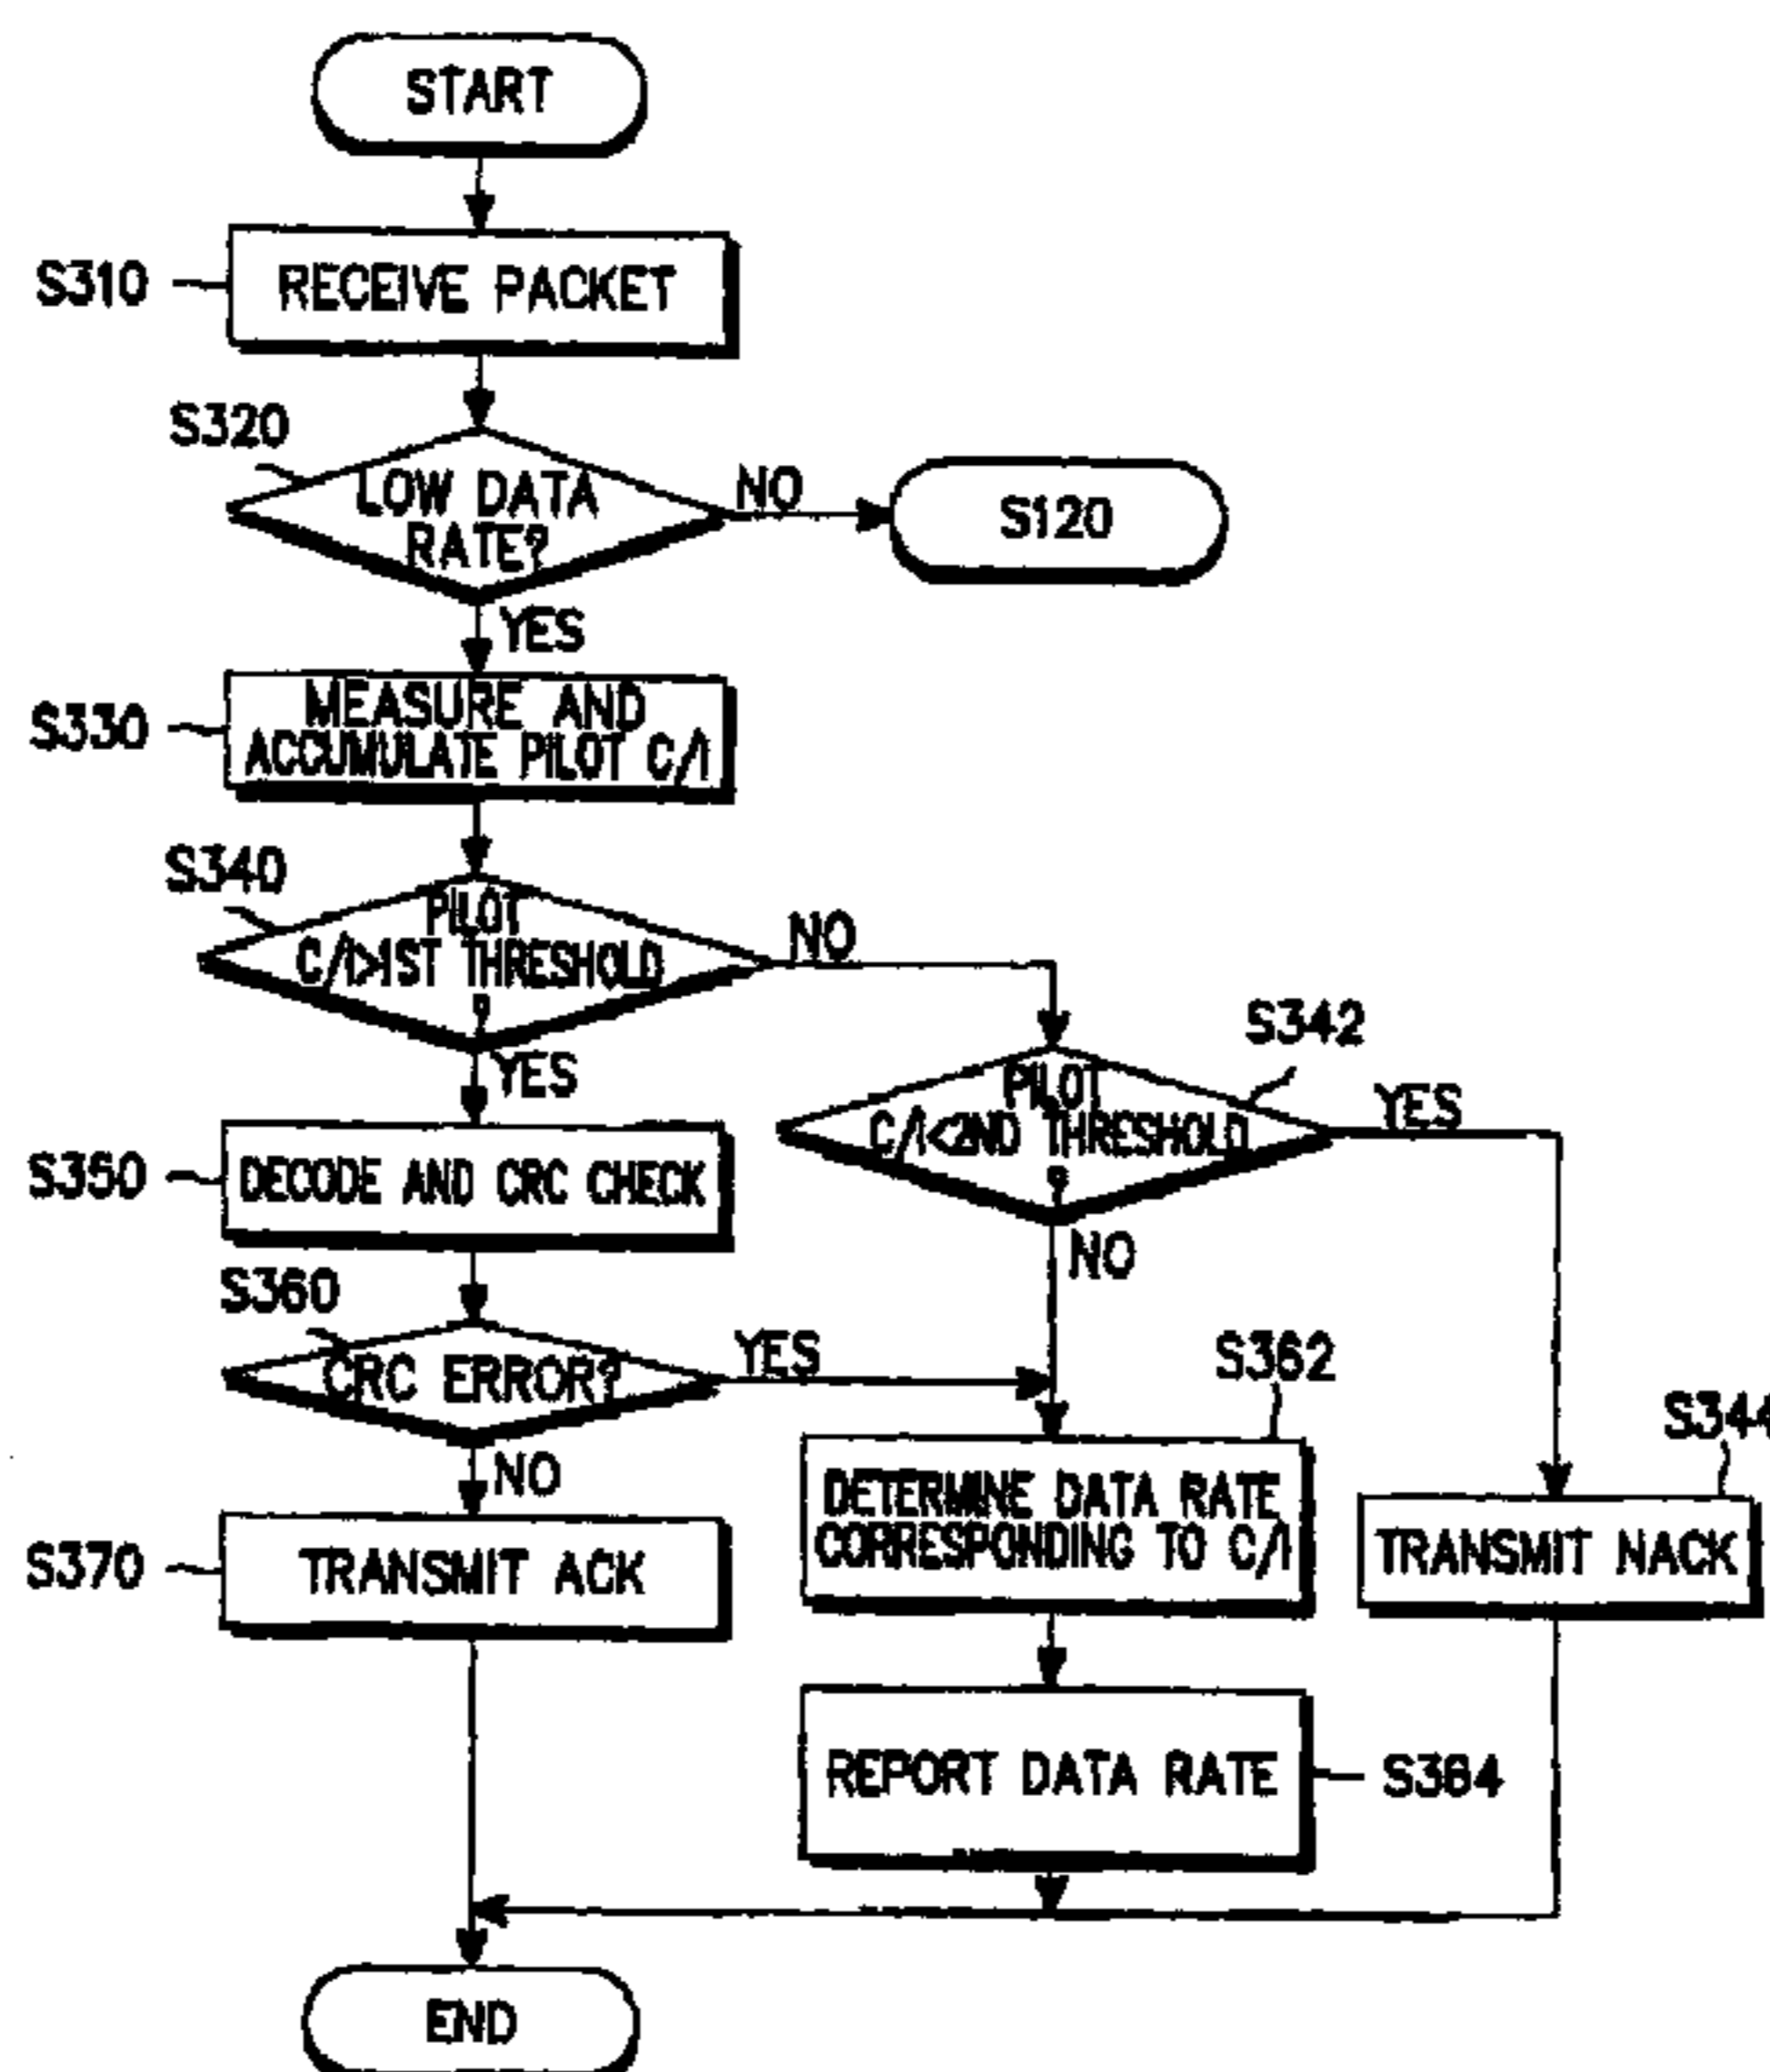 START
S310
RECEIVE PACKET
S320
LOW DATA
RATE?
NO
S120
YES
S330
MEASURE AND
ACCUMULATE PILOT C/I
S340
PILOT
C/I>1ST THRESHOLD
?
NO
YES
S342
PILOT
C/I<2ND THRESHOLD
?
YES
NO
S350
DECODE AND CRC CHECK
S360
CRC ERROR?
YES
NO
S362
DETERMINE DATA RATE
CORRESPONDING TO C/I
S344
TRANSMIT NACK
S370
TRANSMIT ACK
REPORT DATA RATE
S364
END